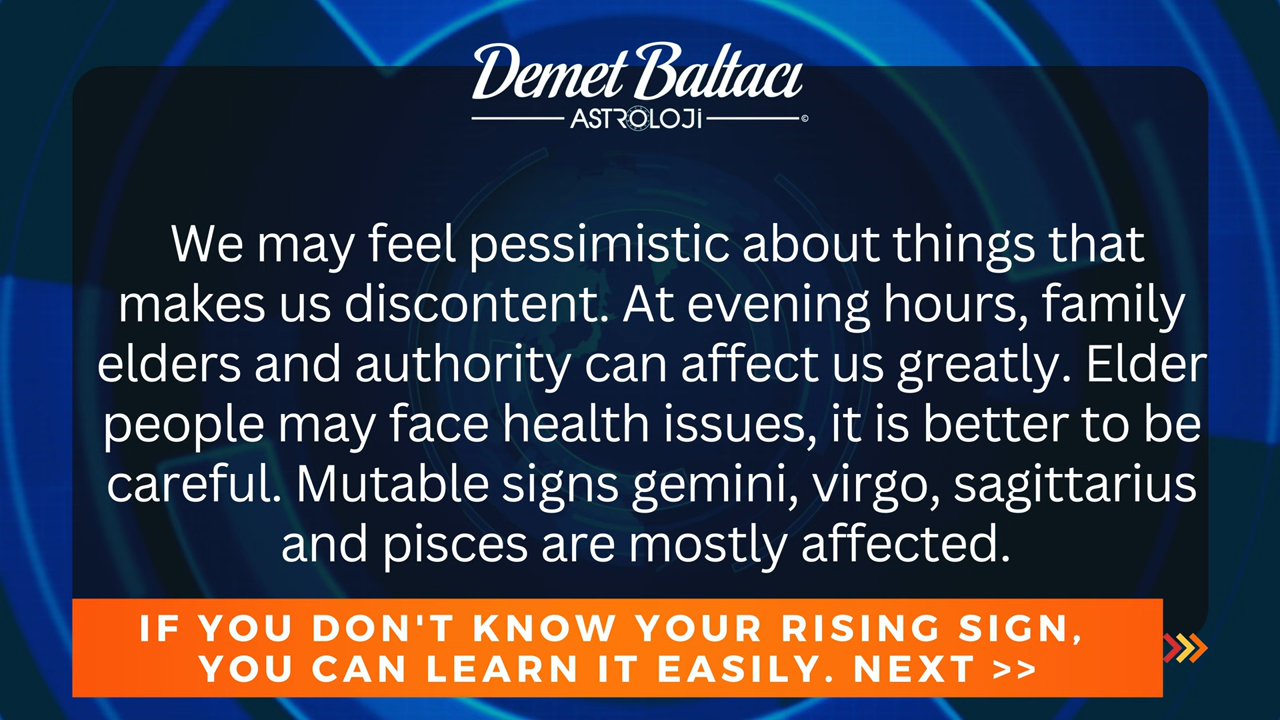 Demet Baltacı
ASTROLOJİ ©
We may feel pessimistic about things that
makes us discontent. At evening hours, family
elders and authority can affect us greatly. Elder
people may face health issues, it is better to be
careful. Mutable signs gemini, virgo, sagittarius
and pisces are mostly affected.
IF YOU DON'T KNOW YOUR RISING SIGN,
YOU CAN LEARN IT EASILY. NEXT >>